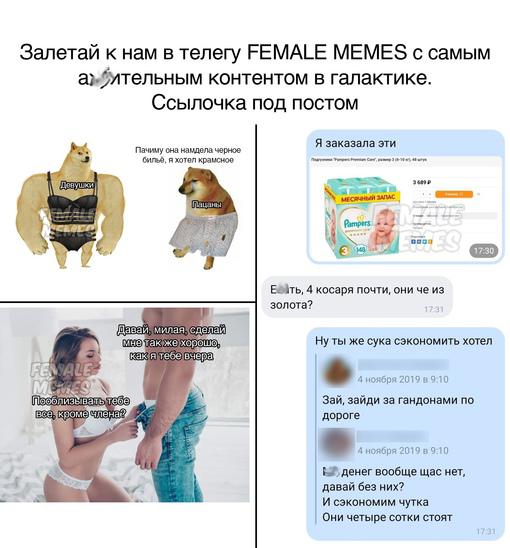 Залетай к нам в телегу FEMALE MEMES с самым
а ительным контентом в галактике.
Ссылочка под постом
Пачиму она намдела черное
бильё, я хотел крамсное
Девушки
Пацаны
FEMALE
MEMES
Давай, милая, сделай
мне так же хорошо,
как я тебе вчера
FEMALE
MEMES
Пооблизывать тебе
все, кроме члена?
Я заказала эти
Подгузники "Pampers Premium Care", размер 3 (6-10 кг), 148 штук
3 689 ₽
МЕСЯЧНЫЙ ЗАПАС
Pampers
3
148
FEMALE
MEMES
17:30
Е ть, 4 косаря почти, они че из
золота?
17:31
Ну ты же сука сэкономить хотел
4 ноября 2019 в 9:10
Зай, зайди за гандонами по
дороге
4 ноября 2019 в 9:10
денег вообще щас нет,
давай без них?
И сэкономим чутка
Они четыре сотки стоят
17:31